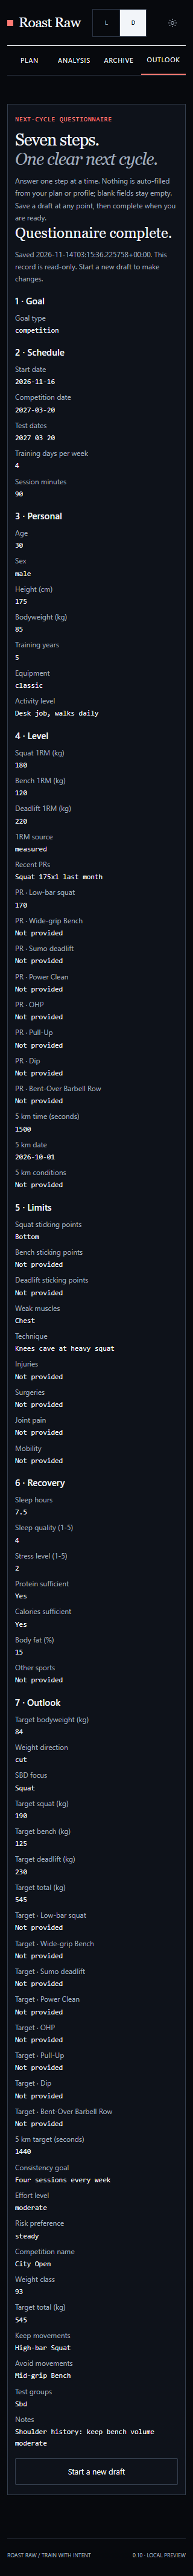 Roast Raw
L
D
PLAN
ANALYSIS
ARCHIVE
OUTLOOK
NEXT-CYCLE QUESTIONNAIRE
Seven steps.
One clear next cycle.
Answer one step at a time. Nothing is auto-filled
from your plan or profile; blank fields stay empty.
Save a draft at any point, then complete when you
are ready.
Questionnaire complete.
Saved 2026-11-14T03:15:36.225758+00:00. This
record is read-only. Start a new draft to make
changes.
1 · Goal
Goal type
competition
2 · Schedule
Start date
2026-11-16
Competition date
2027-03-20
Test dates
2027 03 20
Training days per week
4
Session minutes
90
3 · Personal
Age
30
Sex
male
Height (cm)
175
Bodyweight (kg)
85
Training years
5
Equipment
classic
Activity level
Desk job, walks daily
4 · Level
Squat 1RM (kg)
180
Bench 1RM (kg)
120
Deadlift 1RM (kg)
220
1RM source
measured
Recent PRs
Squat 175x1 last month
PR · Low-bar squat
170
PR · Wide-grip Bench
Not provided
PR · Sumo deadlift
Not provided
PR · Power Clean
Not provided
PR · OHP
Not provided
PR · Pull-Up
Not provided
PR · Dip
Not provided
PR · Bent-Over Barbell Row
Not provided
5 km time (seconds)
1500
5 km date
2026-10-01
5 km conditions
Not provided
5 · Limits
Squat sticking points
Bottom
Bench sticking points
Not provided
Deadlift sticking points
Not provided
Weak muscles
Chest
Technique
Knees cave at heavy squat
Injuries
Not provided
Surgeries
Not provided
Joint pain
Not provided
Mobility
Not provided
6 · Recovery
Sleep hours
7.5
Sleep quality (1-5)
4
Stress level (1-5)
2
Protein sufficient
Yes
Calories sufficient
Yes
Body fat (%)
15
Other sports
Not provided
7 · Outlook
Target bodyweight (kg)
84
Weight direction
cut
SBD focus
Squat
Target squat (kg)
190
Target bench (kg)
125
Target deadlift (kg)
230
Target total (kg)
545
Target · Low-bar squat
Not provided
Target · Wide-grip Bench
Not provided
Target · Sumo deadlift
Not provided
Target · Power Clean
Not provided
Target · OHP
Not provided
Target · Pull-Up
Not provided
Target · Dip
Not provided
Target · Bent-Over Barbell Row
Not provided
5 km target (seconds)
1440
Consistency goal
Four sessions every week
Effort level
moderate
Risk preference
steady
Competition name
City Open
Weight class
93
Target total (kg)
545
Keep movements
High-bar Squat
Avoid movements
Mid-grip Bench
Test groups
Sbd
Notes
Shoulder history: keep bench volume
moderate
Start a new draft
ROAST RAW / TRAIN WITH INTENT
0.10 · LOCAL PREVIEW